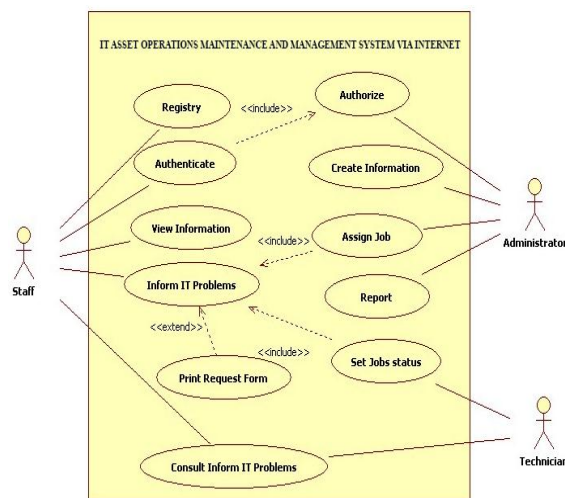 IT ASSET OPERATIONS MAINTENANCE AND MANAGEMENT SYSTEM VIA INTERNET
Registry
<<include>>
Authorize
Authenticate
Create Information
View Information
<<include>>
Assign Job
Administrator
Staff
Inform IT Problems
Report
<<extend>>
<<include>>
Set Jobs status
Print Request Form
Technician
Consult Inform IT Problems